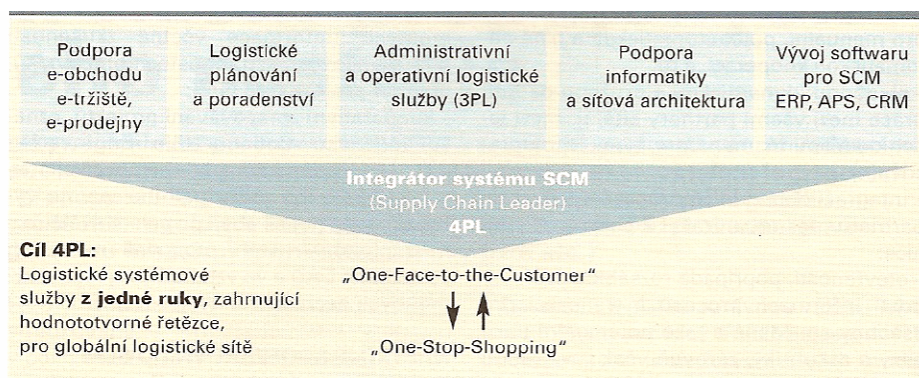 Podpora
e-obchodu
e-tržiště,
e-prodejny
Logistické
plánování
a poradenství
Administrativní
a operativní logistické
služby (3PL)
Podpora
informatiky
a síťová architektura
Vývoj softwaru
pro SCM
ERP, APS, CRM
Integrátor systému SCM
(Supply Chain Leader)
4PL
Cíl 4PL:
Logistické systémové
služby z jedné ruky, zahrnující
hodnototvorné řetězce,
pro globální logistické sítě
„One-Face-to-the-Customer“
„One-Stop-Shopping“